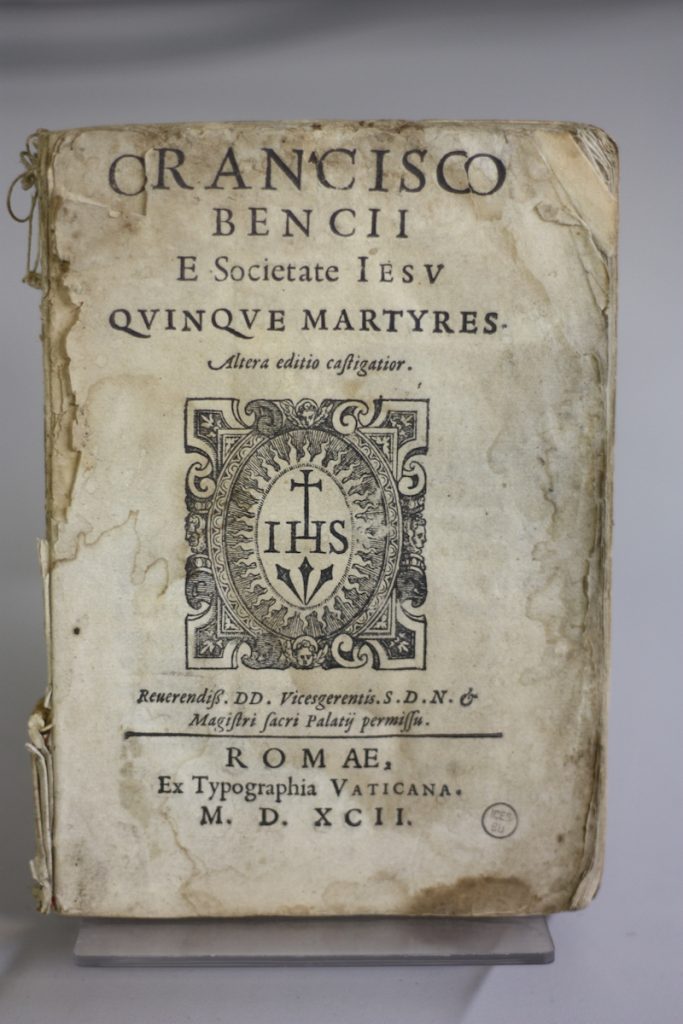 CRANCISCO
BENCII
E Societate IESV
QVINQVE MARTYRES.
Altera editio castigatior.
IHS
Reuerendiß. DD. Vicesgerentis. S. D. N. &
Magistri sacri Palatij permissu.
ROMAE,
Ex Typographia VATICANA.
M. D. XCII.